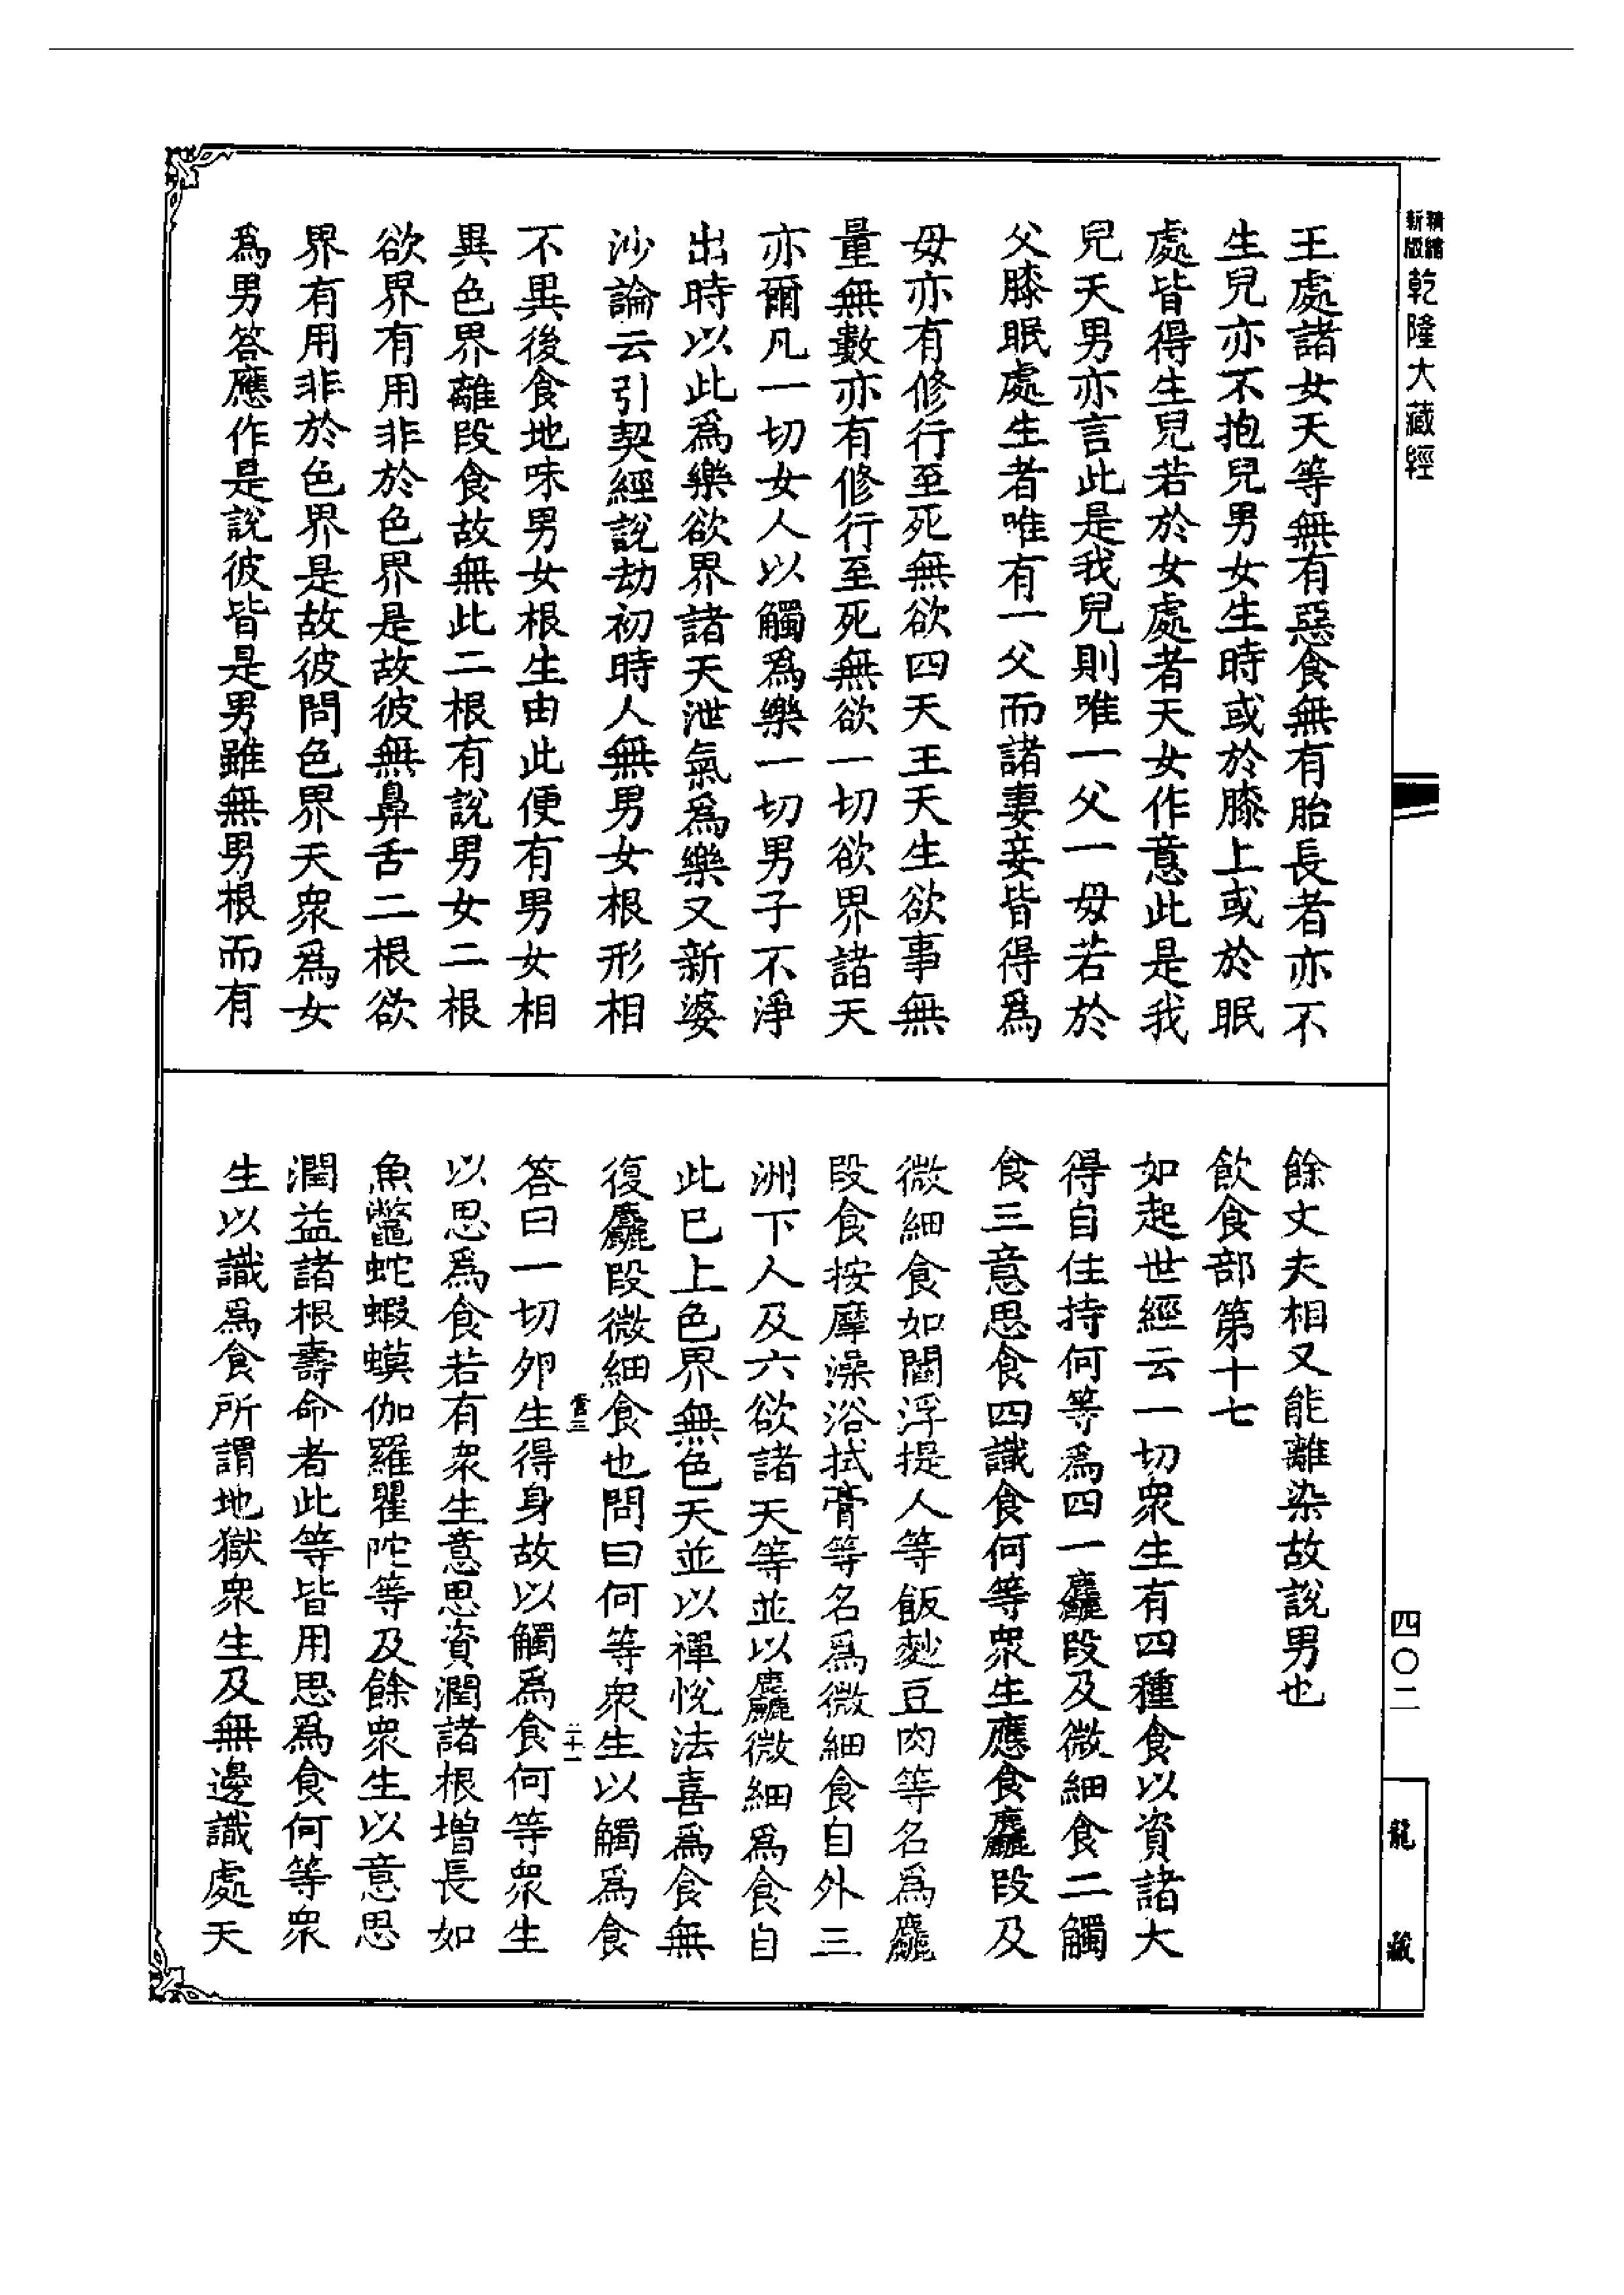 精縮新版乾隆大藏經
王處諸女天等無有惡食無有胎長者亦不
生兒亦不抱兒男女生時或於膝上或於眠
處皆得生兒若於女處者天女作意此是我
兒天男亦言此是我兒則唯一父一毋若於
父膝眠處生者唯有一父而諸妻妾皆得爲
毋亦有修行至死無欲四天王天生欲事無
量無數亦有修行至死無欲一切欲界諸天
亦爾凡一切女人以觸爲樂一切男子不淨
出時以此爲樂欲界諸天泄氣爲樂又新婆
沙論云引契經說劫初時人無男女根形相
不異後食地味男女根生由此便有男女相
異色界離段食故無此二根有說男女二根
欲界有用非於色界是故彼無鼻舌二根欲
界有用非於色界是故彼問色界天衆爲女
爲男答應作是說彼皆是男雖無男根而有
餘丈夫相又能離染故說男也
飲食部第十七
如起世經云一切衆生有四種食以資諸大
得自住持何等爲四一麤段及微細食二觸
食三意思食四識食何等衆生應食麤段及
微細食如閻浮提人等飯麨豆肉等名爲麤
段食按摩澡浴拭膏等名爲微細食自外三
洲下人及六欲諸天等並以麤微細爲食自
此已上色界無色天並以禪悅法喜爲食無
復麤段微細食也問曰何等衆生以觸爲食
答曰一切卵生得身故以觸爲食何等衆生
以思爲食若有衆生意思資潤諸根增長如
魚鼈蛇蝦蟆伽羅瞿陀等及餘衆生以意思
潤益諸根壽命者此等皆用思爲食何等衆
生以識爲食所謂地獄衆生及無邊識處天
四〇二
龍藏